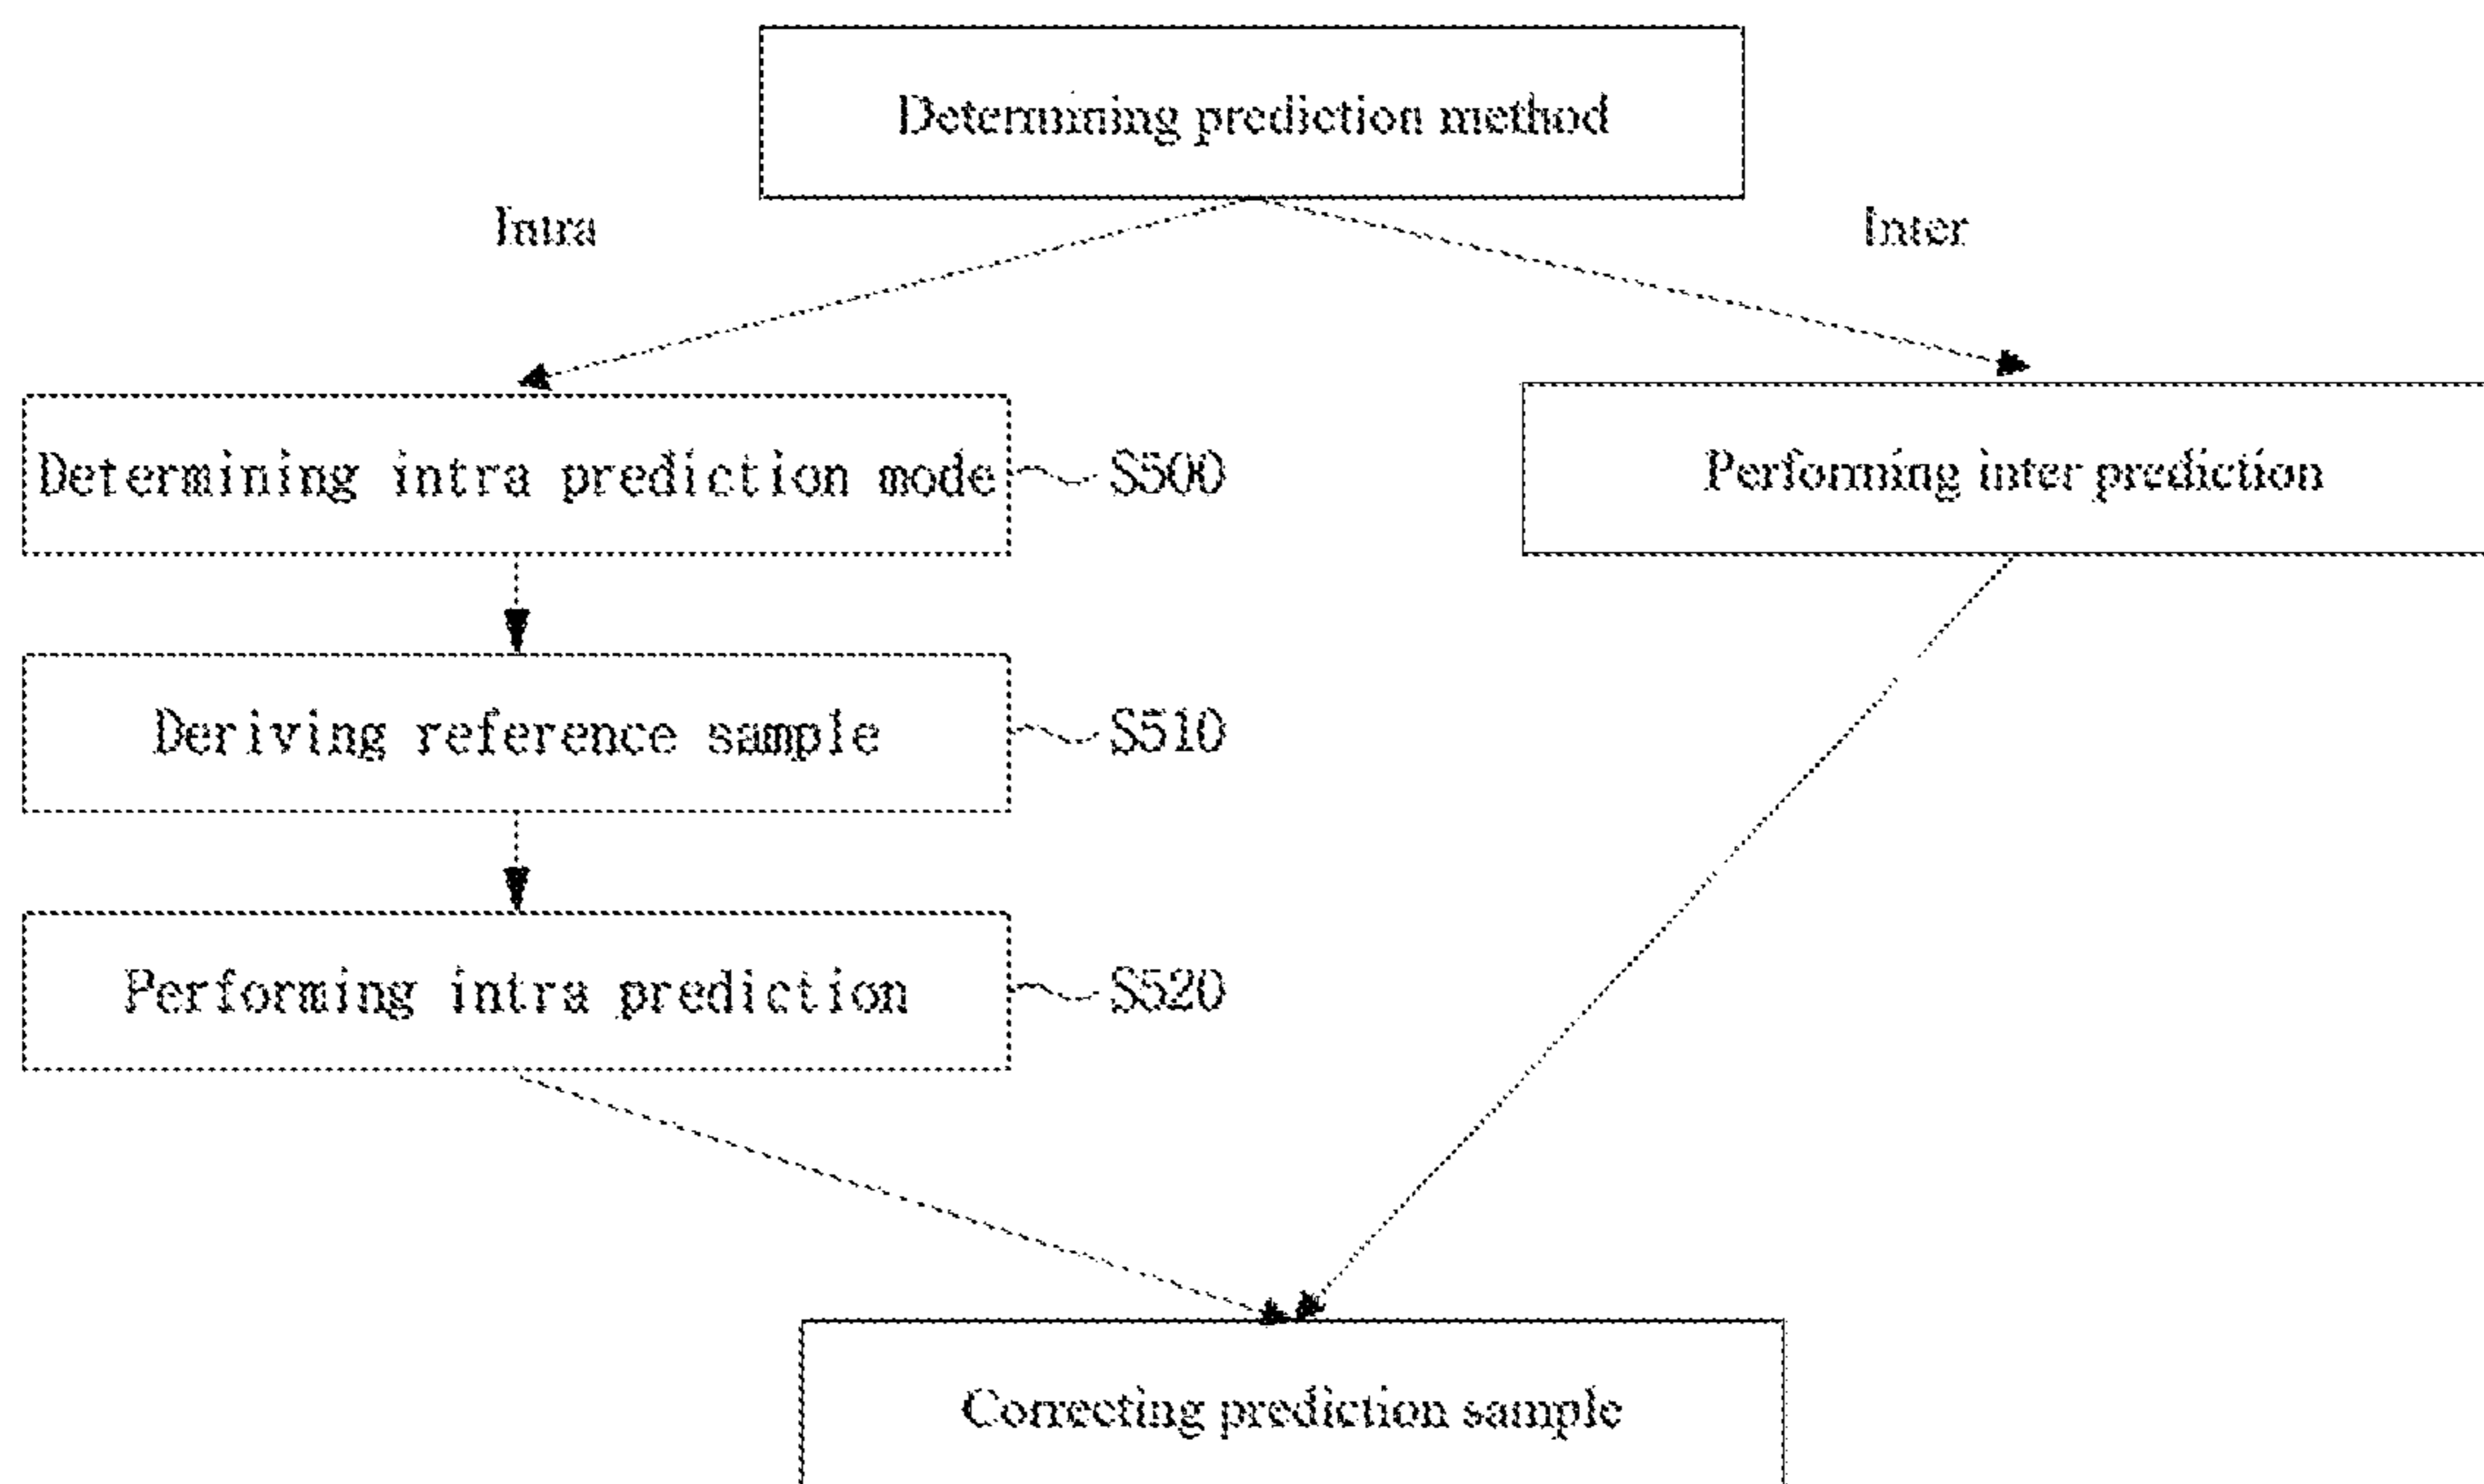 Determining prediction method
Intra
Inter
Determining intra prediction mode
S500
Performing inter prediction
Deriving reference sample
S510
Performing intra prediction
S520
Correcting prediction sample